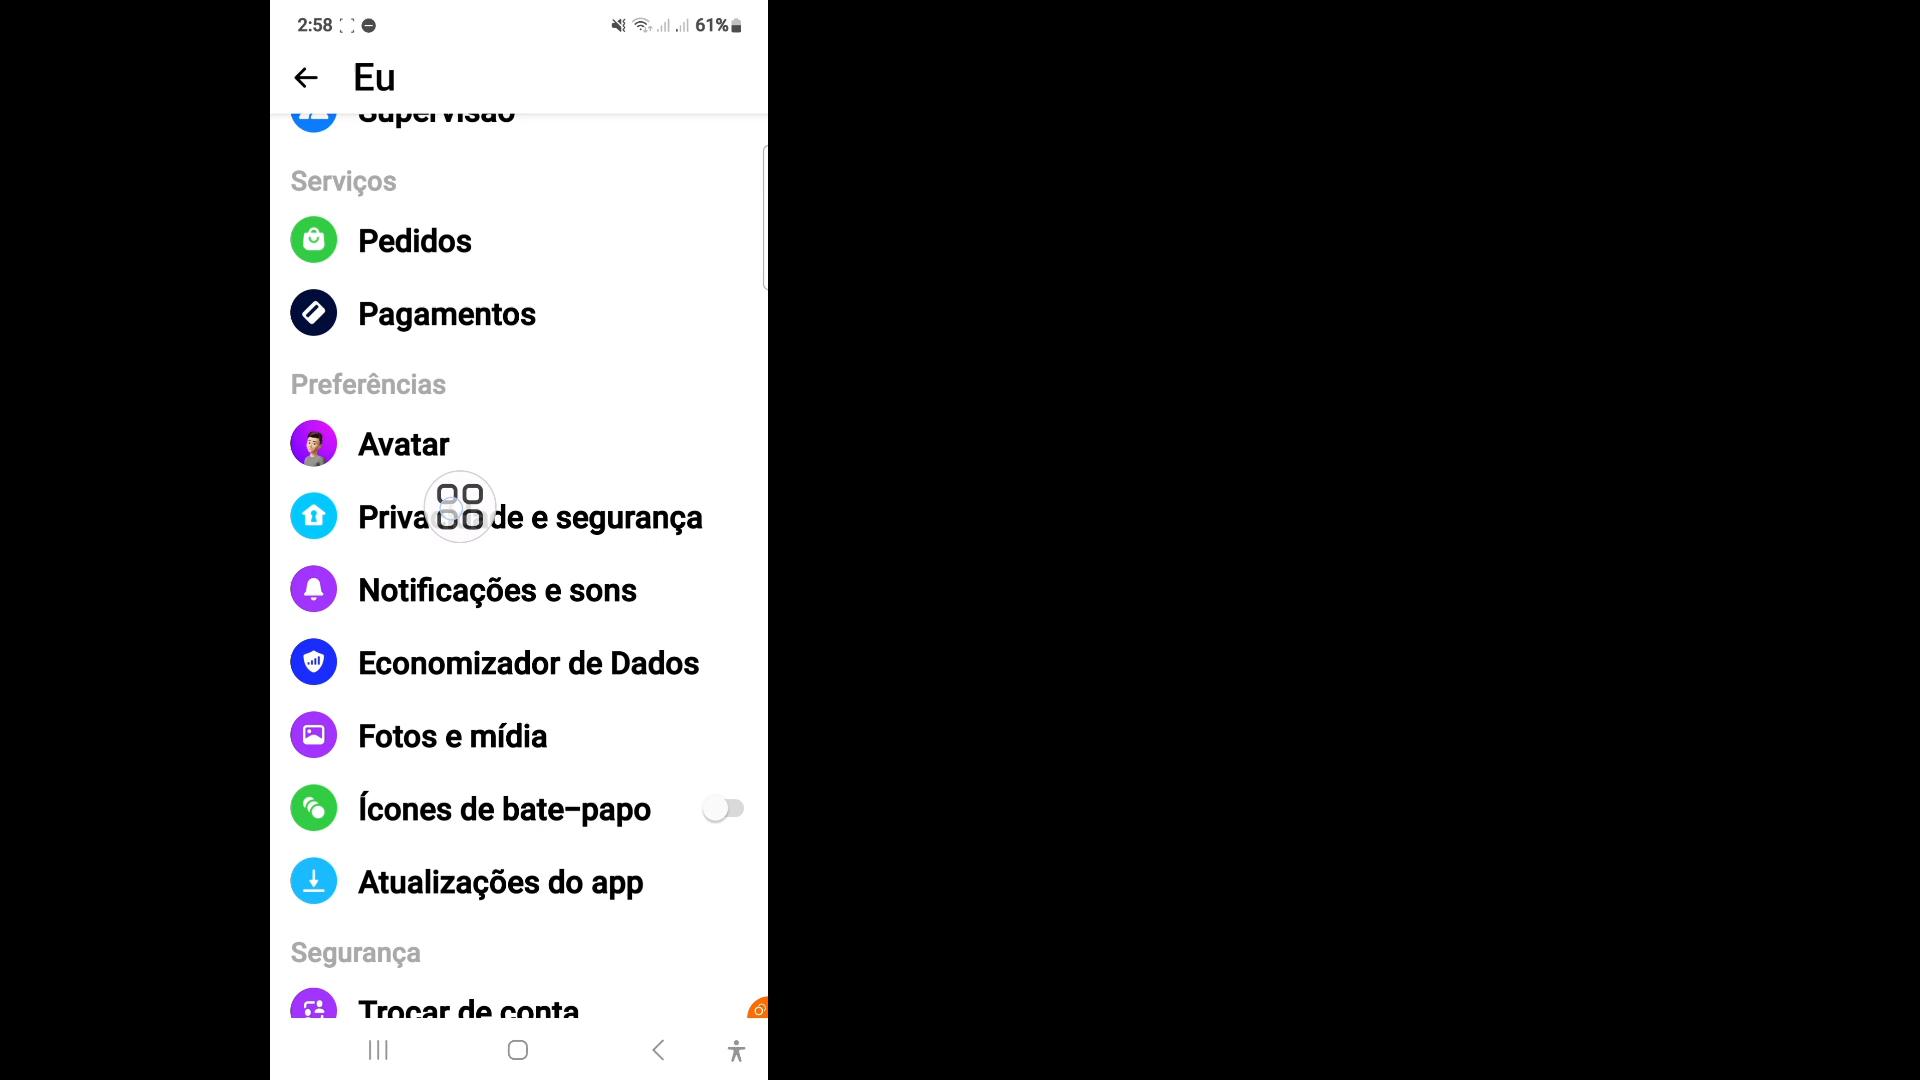 2:58
61%
Eu
Supervisão
Serviços
Pedidos
Pagamentos
Preferências
Avatar
Privacidade e segurança
Notificações e sons
Economizador de Dados
Fotos e mídia
Ícones de bate-papo
Atualizações do app
Segurança
Trocar de conta